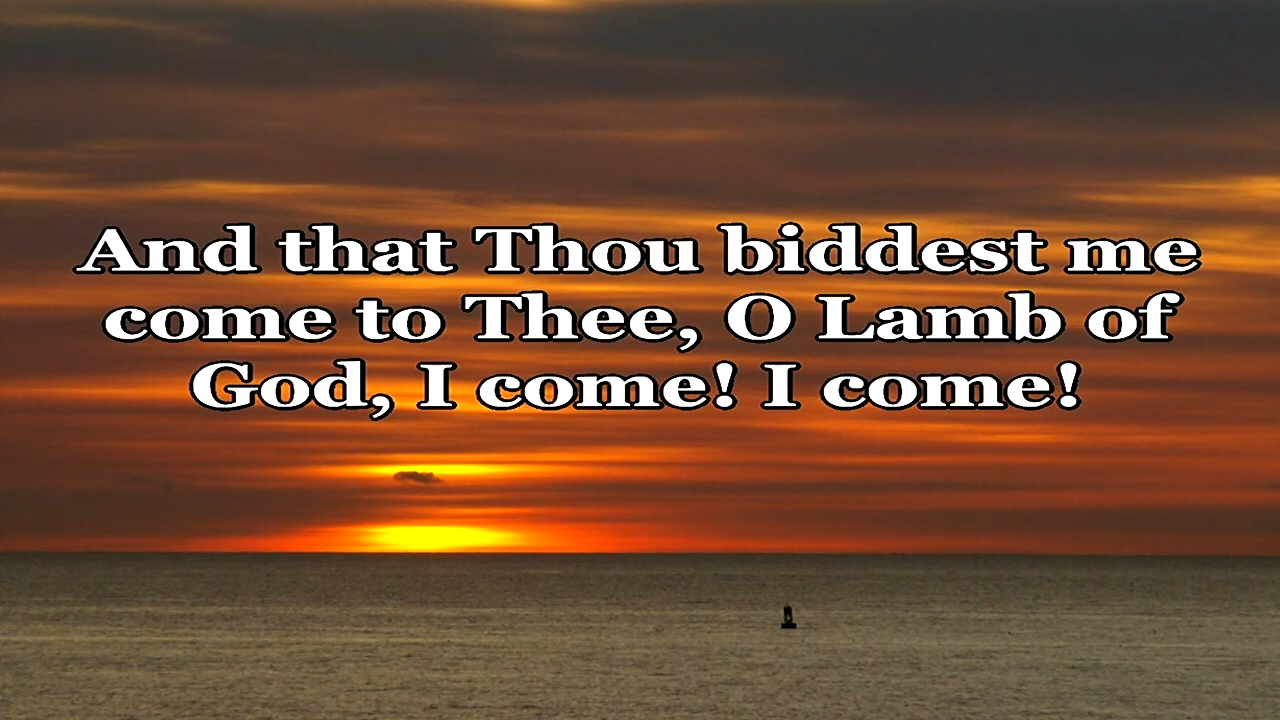 And that Thou biddest me
come to Thee, O Lamb of
God, I come! I come!